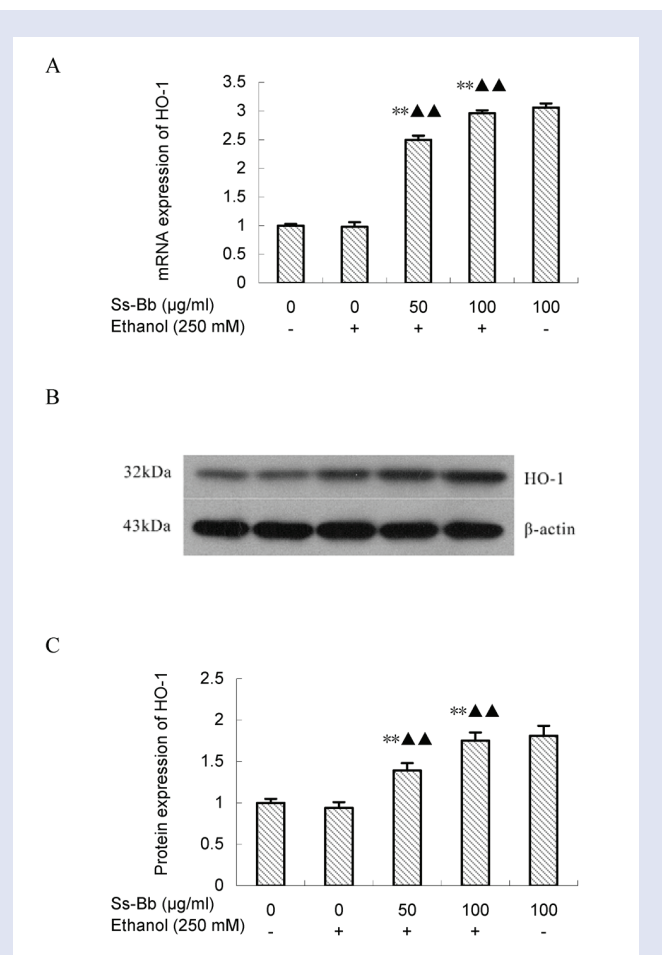 A
mRNA expression of HO-1
3.5
3
2.5
2
1.5
1
0.5
0
**▲▲
**▲▲
Ss-Bb (µg/ml) 0 0 50 100 100
Ethanol (250 mM) - + + + -
B
32kDa HO-1
43kDa β-actin
C
Protein expression of HO-1
2.5
2
1.5
1
0.5
0
**▲▲
**▲▲
Ss-Bb (µg/ml) 0 0 50 100 100
Ethanol (250 mM) - + + + -